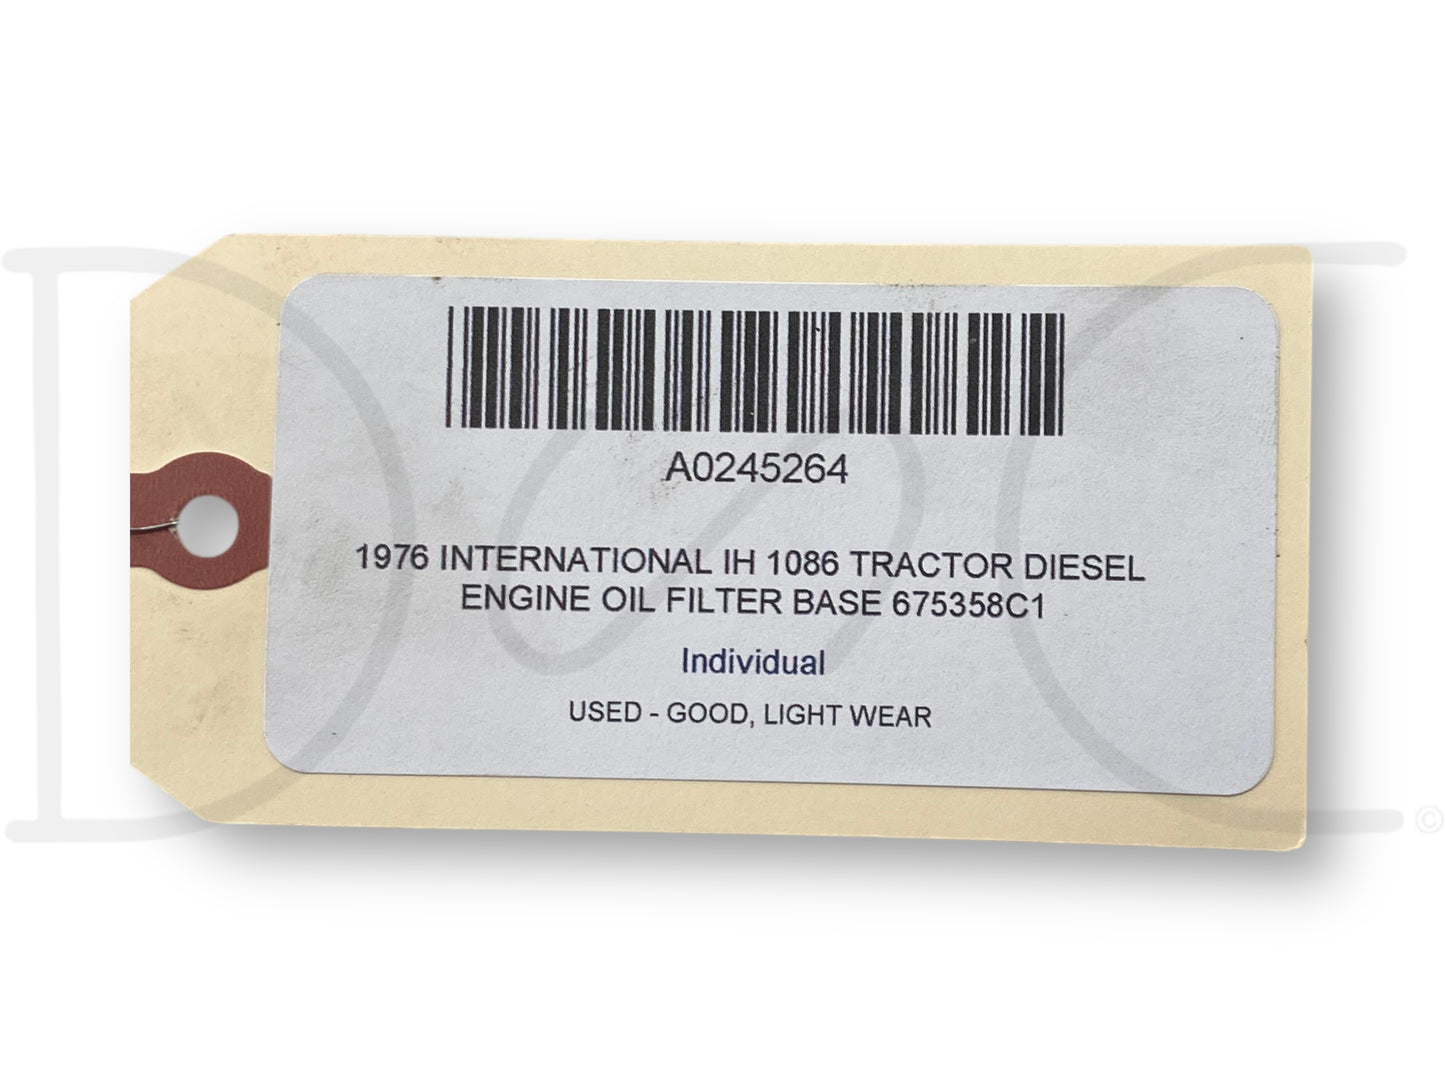 A0245264
1976 INTERNATIONAL IH 1086 TRACTOR DIESEL
ENGINE OIL FILTER BASE 675358C1
Individual
USED - GOOD, LIGHT WEAR
©